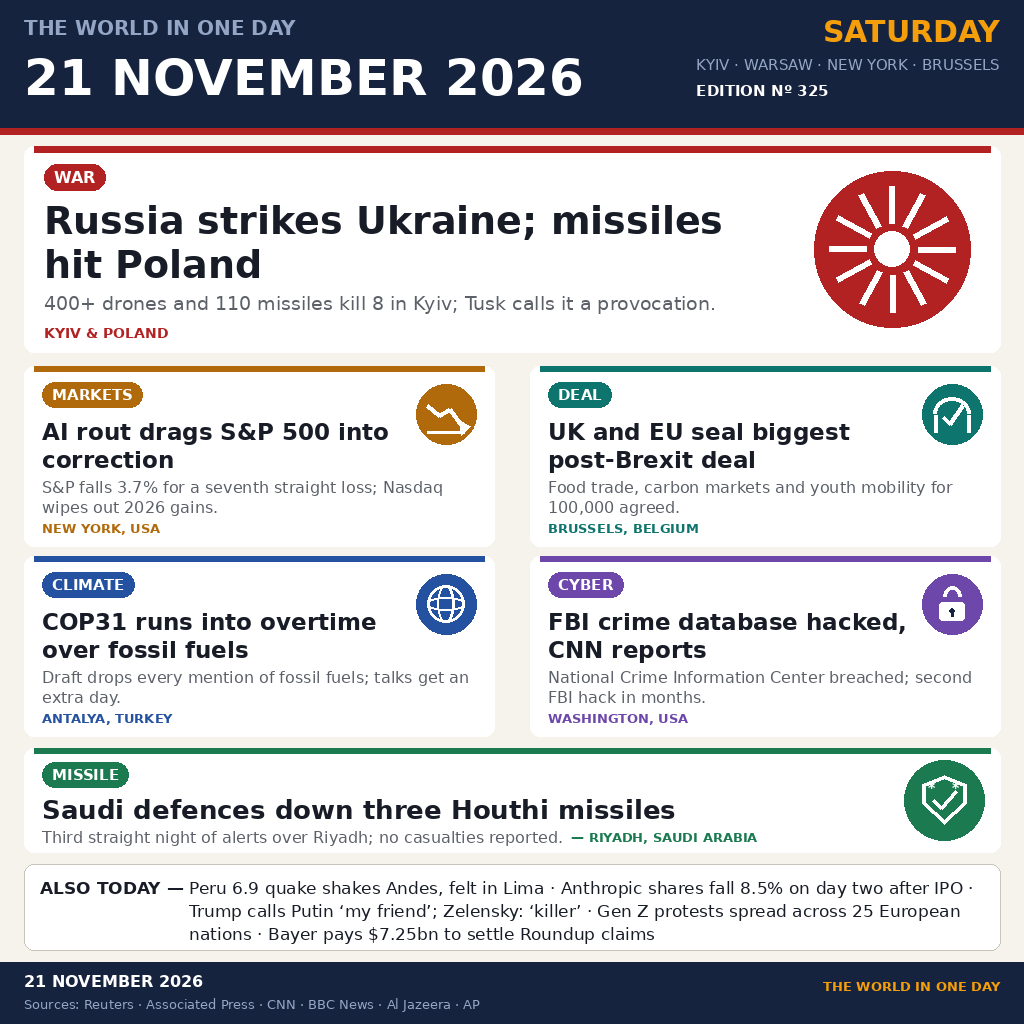 THE WORLD IN ONE DAY
21 NOVEMBER 2026
SATURDAY
KYIV · WARSAW · NEW YORK · BRUSSELS
EDITION Nº 325
WAR
Russia strikes Ukraine; missiles
hit Poland
400+ drones and 110 missiles kill 8 in Kyiv; Tusk calls it a provocation.
KYIV & POLAND
MARKETS
AI rout drags S&P 500 into
correction
S&P falls 3.7% for a seventh straight loss; Nasdaq
wipes out 2026 gains.
NEW YORK, USA
DEAL
UK and EU seal biggest
post-Brexit deal
Food trade, carbon markets and youth mobility for
100,000 agreed.
BRUSSELS, BELGIUM
CLIMATE
COP31 runs into overtime
over fossil fuels
Draft drops every mention of fossil fuels; talks get an
extra day.
ANTALYA, TURKEY
CYBER
FBI crime database hacked,
CNN reports
National Crime Information Center breached; second
FBI hack in months.
WASHINGTON, USA
MISSILE
Saudi defences down three Houthi missiles
Third straight night of alerts over Riyadh; no casualties reported. — RIYADH, SAUDI ARABIA
ALSO TODAY — Peru 6.9 quake shakes Andes, felt in Lima · Anthropic shares fall 8.5% on day two after IPO ·
Trump calls Putin ‘my friend’; Zelensky: ‘killer’ · Gen Z protests spread across 25 European
nations · Bayer pays $7.25bn to settle Roundup claims
21 NOVEMBER 2026
Sources: Reuters · Associated Press · CNN · BBC News · Al Jazeera · AP
THE WORLD IN ONE DAY